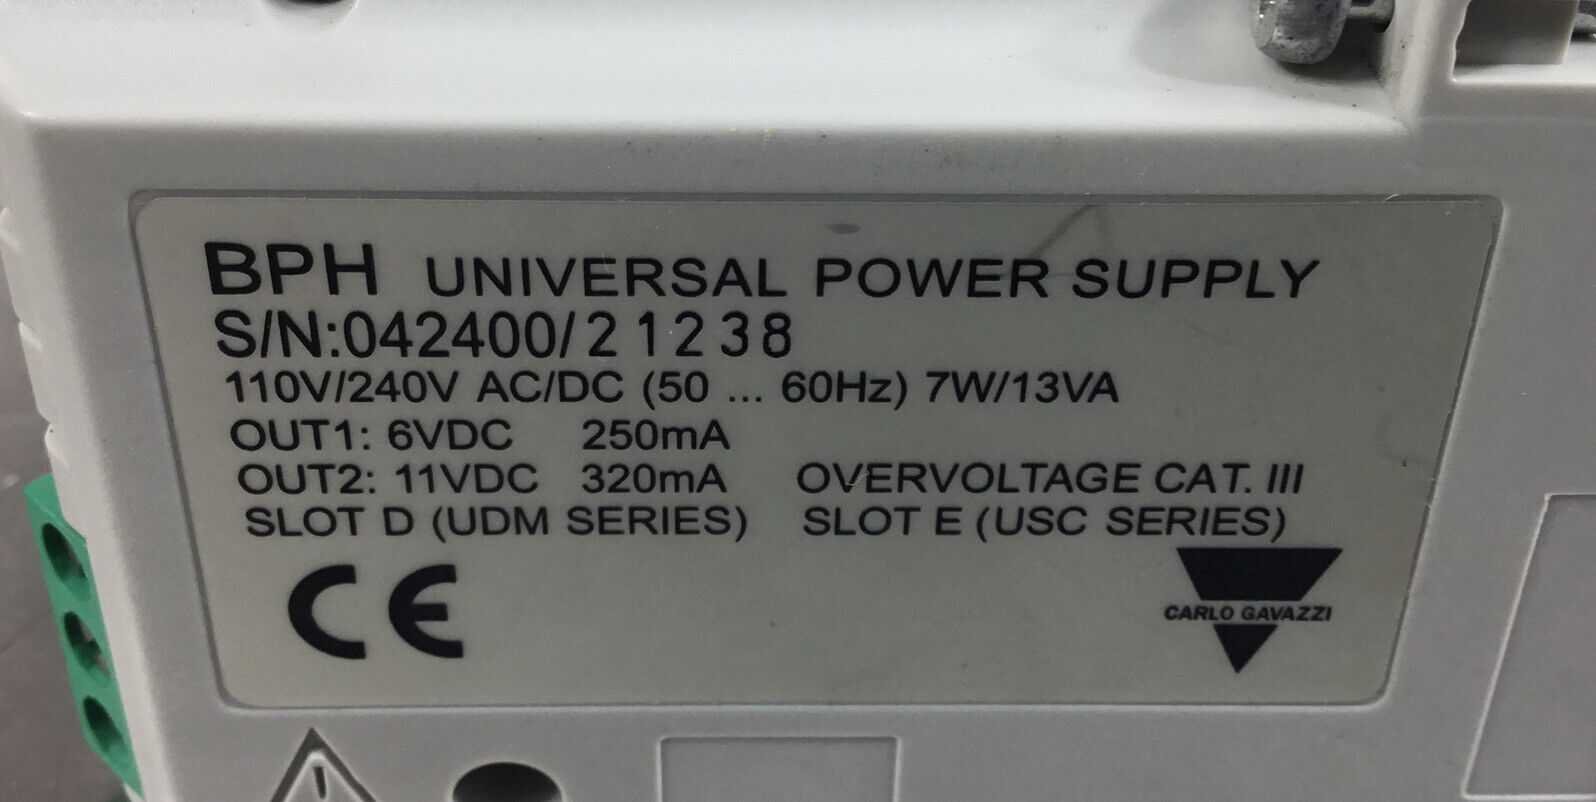 BPH UNIVERSAL POWER SUPPLY
S/N:042400/21238
110V/240V AC/DC (50 ... 60Hz) 7W/13VA
OUT1: 6VDC 250mA
OUT2: 11VDC 320mA OVERVOLTAGE CAT. III
SLOT D (UDM SERIES) SLOT E (USC SERIES)
CE
CARLO GAVAZZI